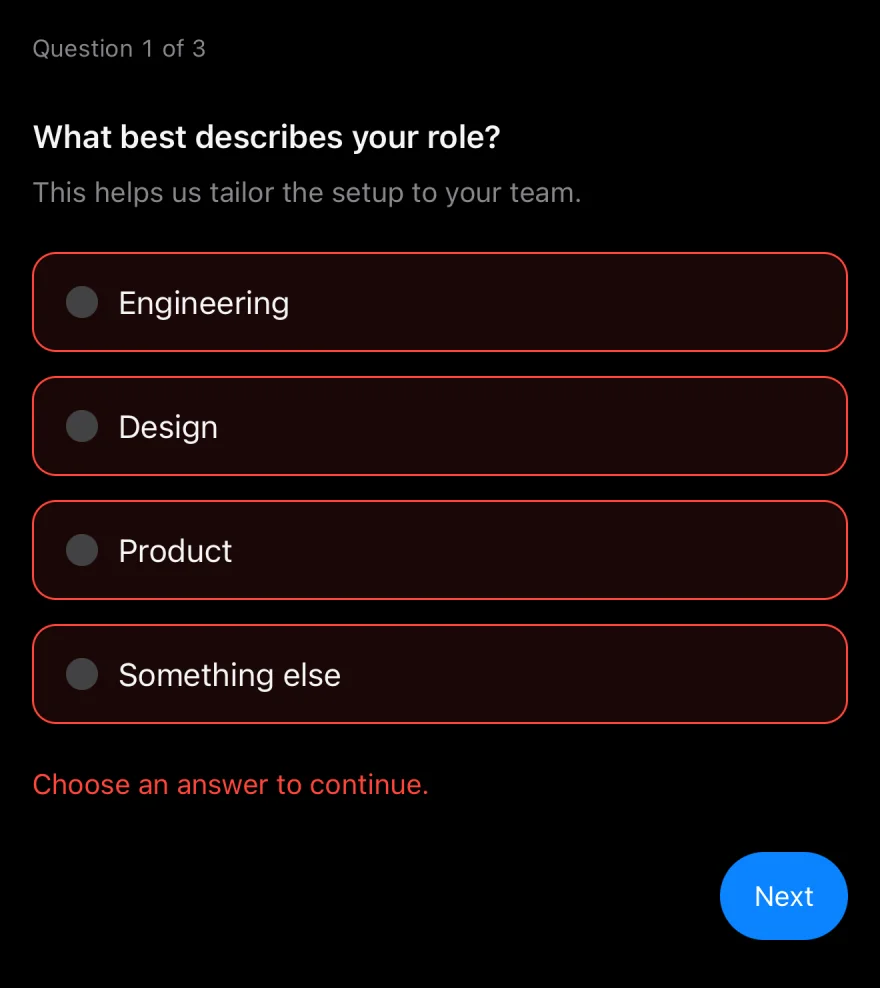 Question 1 of 3
What best describes your role?
This helps us tailor the setup to your team.
Engineering
Design
Product
Something else
Choose an answer to continue.
Next